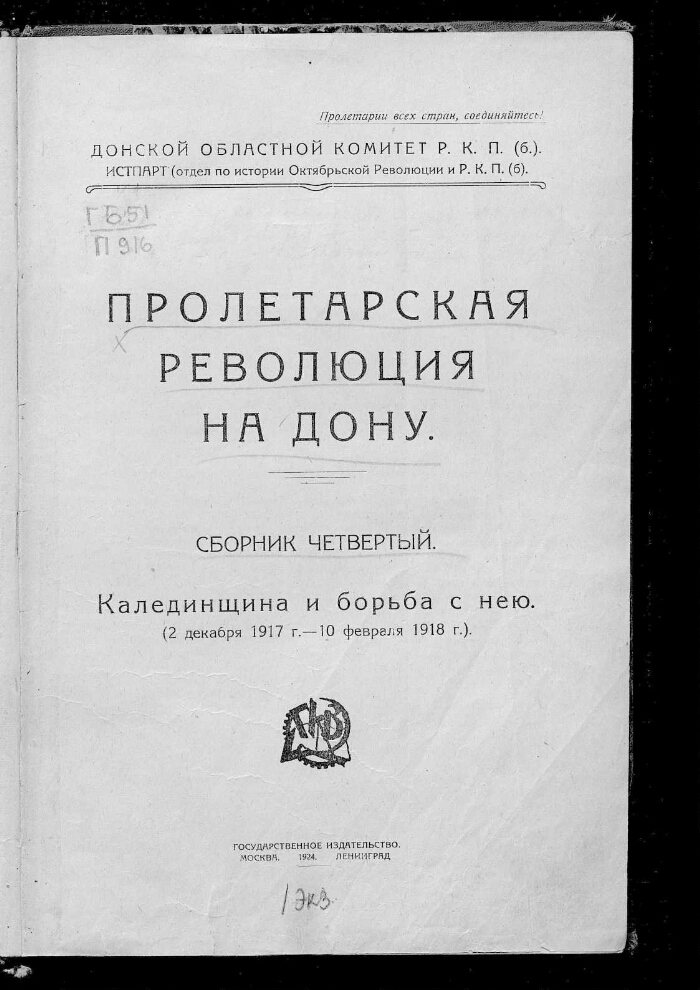 Пролетарии всех стран, соединяйтесь!
ДОНСКОЙ ОБЛАСТНОЙ КОМИТЕТ Р. К. П. (б.).
ИСТПАРТ (отдел по истории Октябрьской Революции и Р. К. П. (б).
Г Б51
П 916
ПРОЛЕТАРСКАЯ
РЕВОЛЮЦИЯ
НА ДОНУ.
СБОРНИК ЧЕТВЕРТЫЙ.
Калединщина и борьба с нею.
(2 декабря 1917 г.—10 февраля 1918 г.).
ГОСУДАРСТВЕННОЕ ИЗДАТЕЛЬСТВО.
МОСКВА. 1924. ЛЕНИНГРАД
1 экз